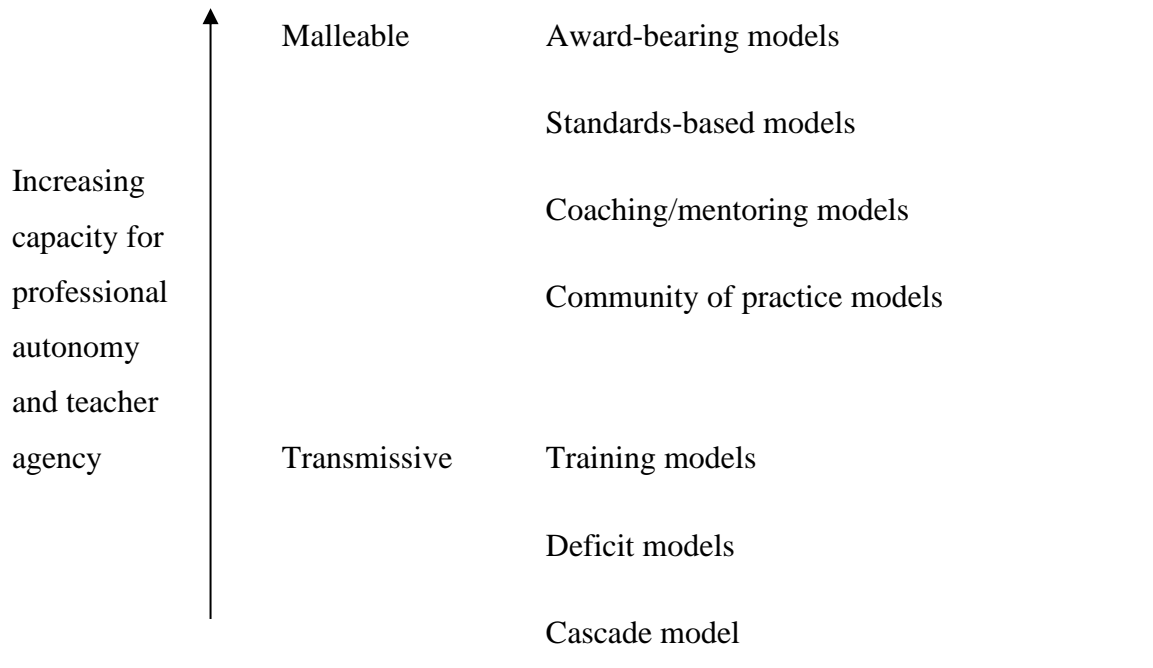 Malleable Award-bearing models
Standards-based models
Increasing
capacity for
professional
autonomy
and teacher
agency
Coaching/mentoring models
Community of practice models
Transmissive Training models
Deficit models
Cascade model